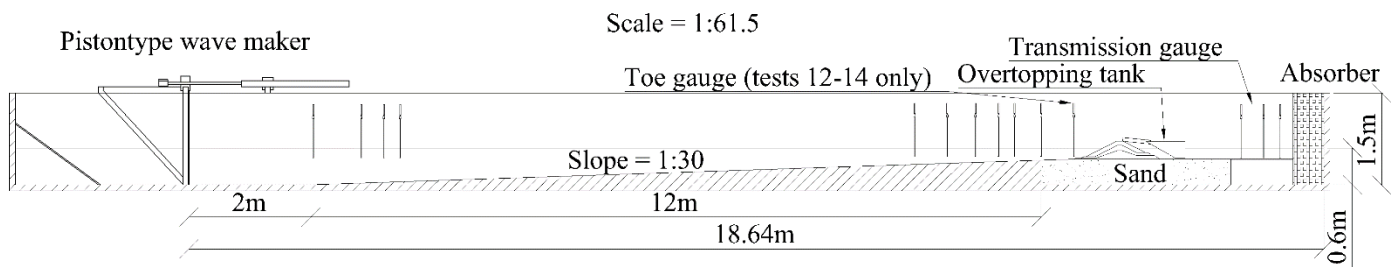 Scale = 1:61.5
Pistontype wave maker
Transmission gauge
Toe gauge (tests 12-14 only)
Overtopping tank
Absorber
1.5m
Slope = 1:30
Sand
2m
12m
0.6m
18.64m